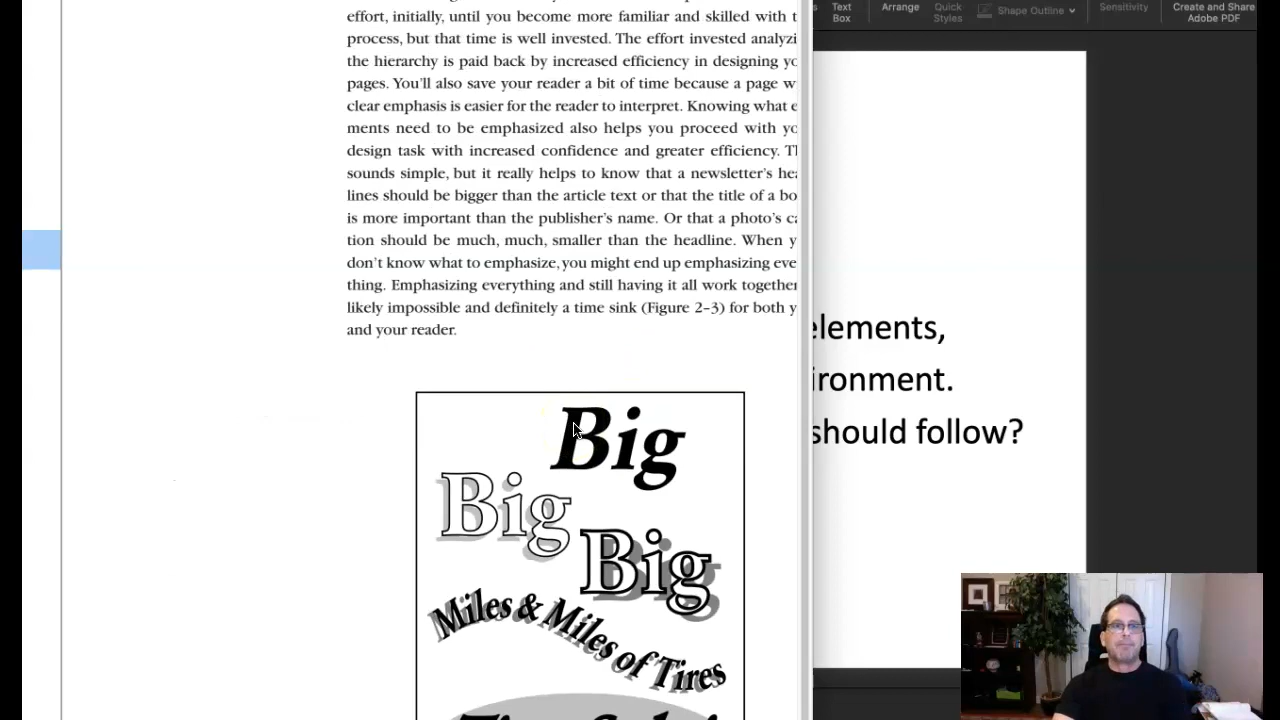 effort, initially, until you become more familiar and skilled with t
process, but that time is well invested. The effort invested analyzi
the hierarchy is paid back by increased efficiency in designing yo
pages. You'll also save your reader a bit of time because a page w
clear emphasis is easier for the reader to interpret. Knowing what e
ments need to be emphasized also helps you proceed with yo
design task with increased confidence and greater efficiency. Th
sounds simple, but it really helps to know that a newsletter's hea
lines should be bigger than the article text or that the title of a bo
is more important than the publisher's name. Or that a photo's ca
tion should be much, much, smaller than the headline. When y
don't know what to emphasize, you might end up emphasizing eve
thing. Emphasizing everything and still having it all work together
likely impossible and definitely a time sink (Figure 2–3) for both y
and your reader.
Big
Big
Big
Miles & Miles of Tires
Text
Box
Arrange
Quick
Styles
Shape Outline
Sensitivity
Create and Share
Adobe PDF
elements,
ironment.
should follow?